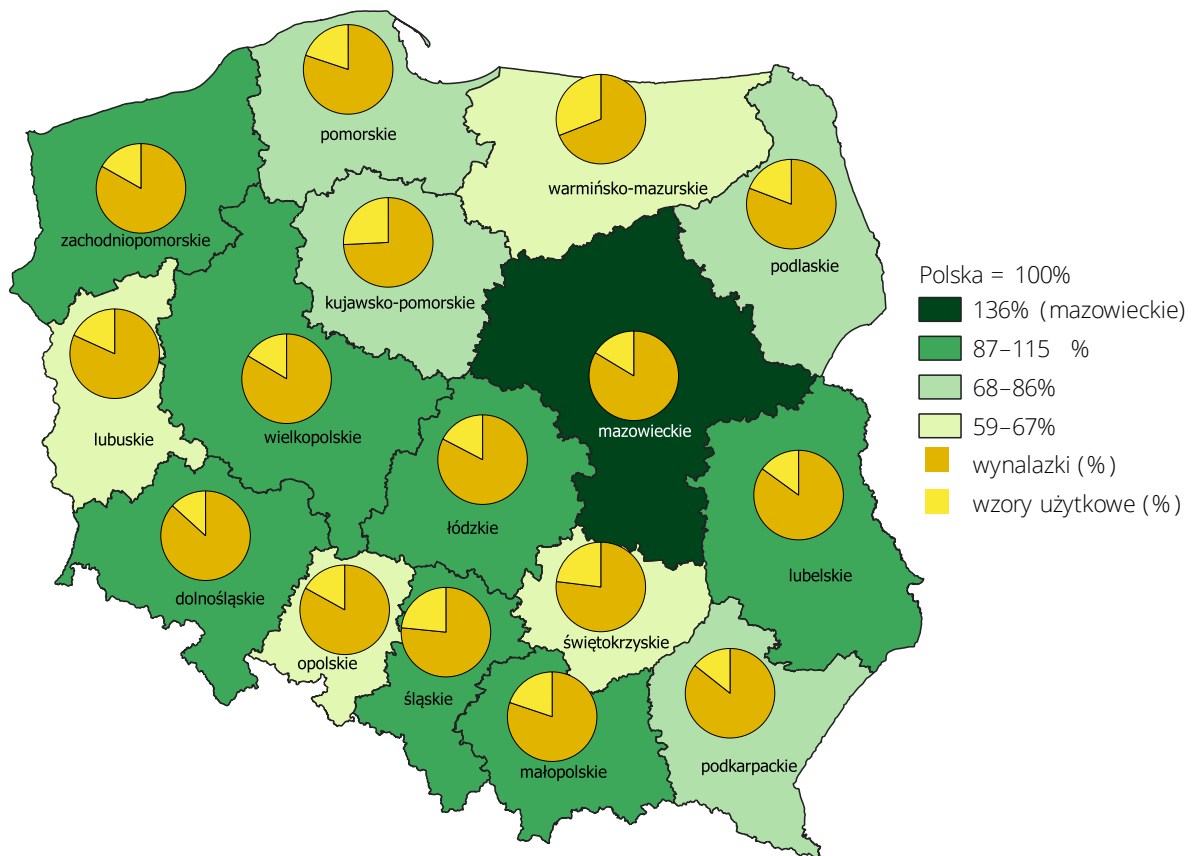 pomorskie
warmińsko-mazurskie
zachodniopomorskie
podlaskie
kujawsko-pomorskie
lubuskie
wielkopolskie
mazowieckie
łódzkie
lubelskie
dolnośląskie
opolskie
świętokrzyskie
śląskie
małopolskie
podkarpackie
Polska = 100%
136% (mazowieckie)
87–115 %
68–86%
59–67%
wynalazki (%)
wzory użytkowe (%)